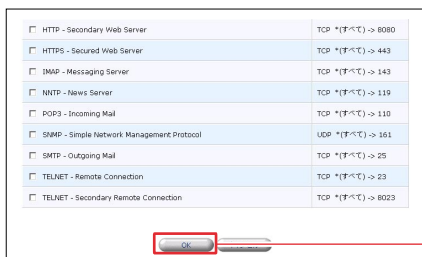 HTTP - Secondary Web Server TCP *(すべて) -> 8080
HTTPS - Secured Web Server TCP *(すべて) -> 443
IMAP - Messaging Server TCP *(すべて) -> 143
NNTP - News Server TCP *(すべて) -> 119
POP3 - Incoming Mail TCP *(すべて) -> 110
SNMP - Simple Network Management Protocol UDP *(すべて) -> 161
SMTP - Outgoing Mail TCP *(すべて) -> 25
TELNET - Remote Connection TCP *(すべて) -> 23
TELNET - Secondary Remote Connection TCP *(すべて) -> 8023
OK